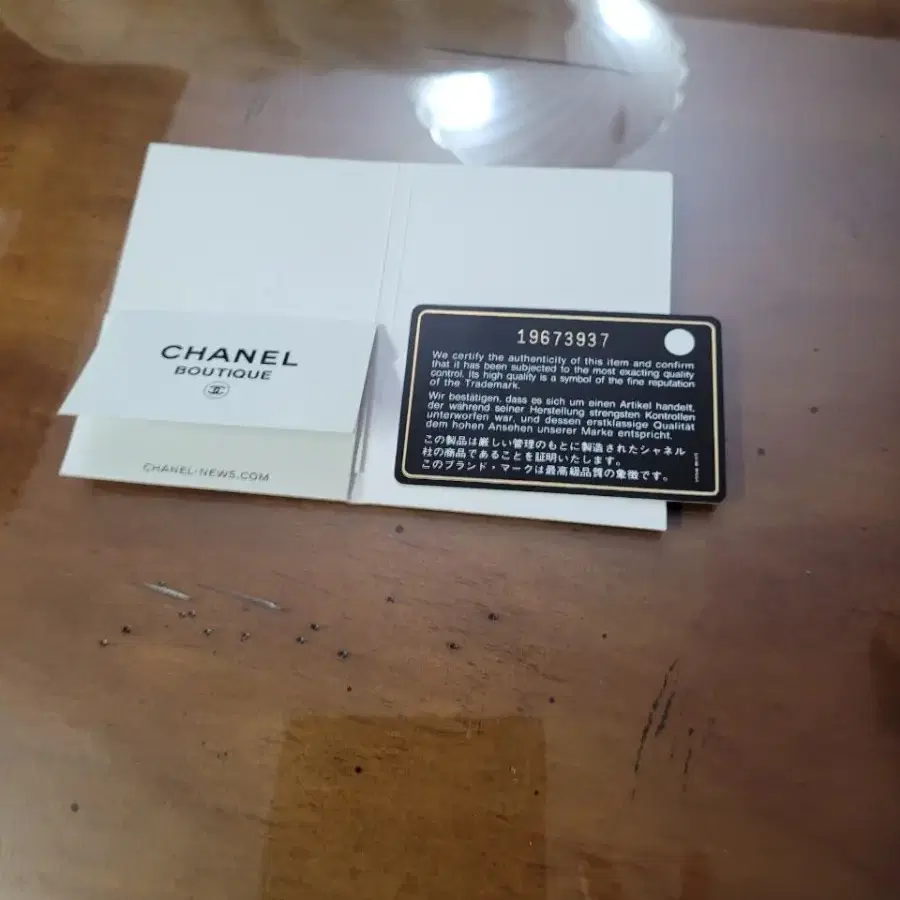 CHANEL
BOUTIQUE
CHANEL-NEWS.COM
19673937
We certify the authenticity of this item and confirm
that it has been subjected to the most exacting quality
control. Its high quality is a symbol of the fine reputation
of the Trademark.
Wir bestätigen, dass es sich um einen Artikel handelt,
der während seiner Herstellung strengsten Kontrollen
unterworfen war, und dessen erstklassige Qualität
dem hohen Ansehen unserer Marke entspricht.
この製品は厳しい管理のもとに製造されたシャネル
社の商品であることを証明いたします。
このブランド・マークは最高級品質の象徴です。